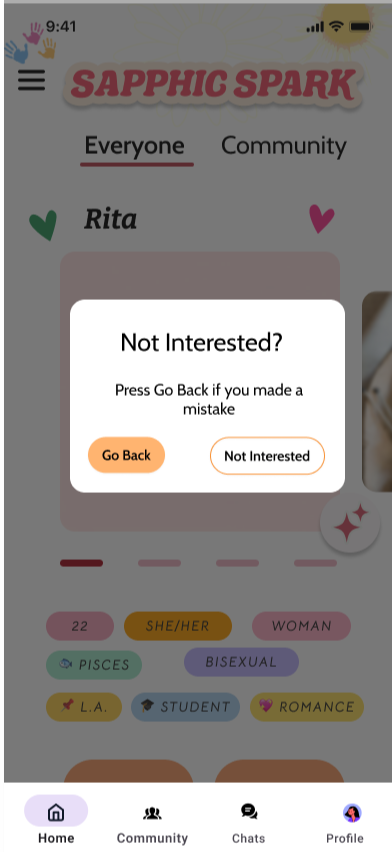 9:41
SAPPHIC SPARK
Everyone Community
Rita
Not Interested?
Press Go Back if you made a
mistake
Go Back Not Interested
22 SHE/HER WOMAN
PISCES BISEXUAL
L.A. STUDENT ROMANCE
Home Community Chats Profile